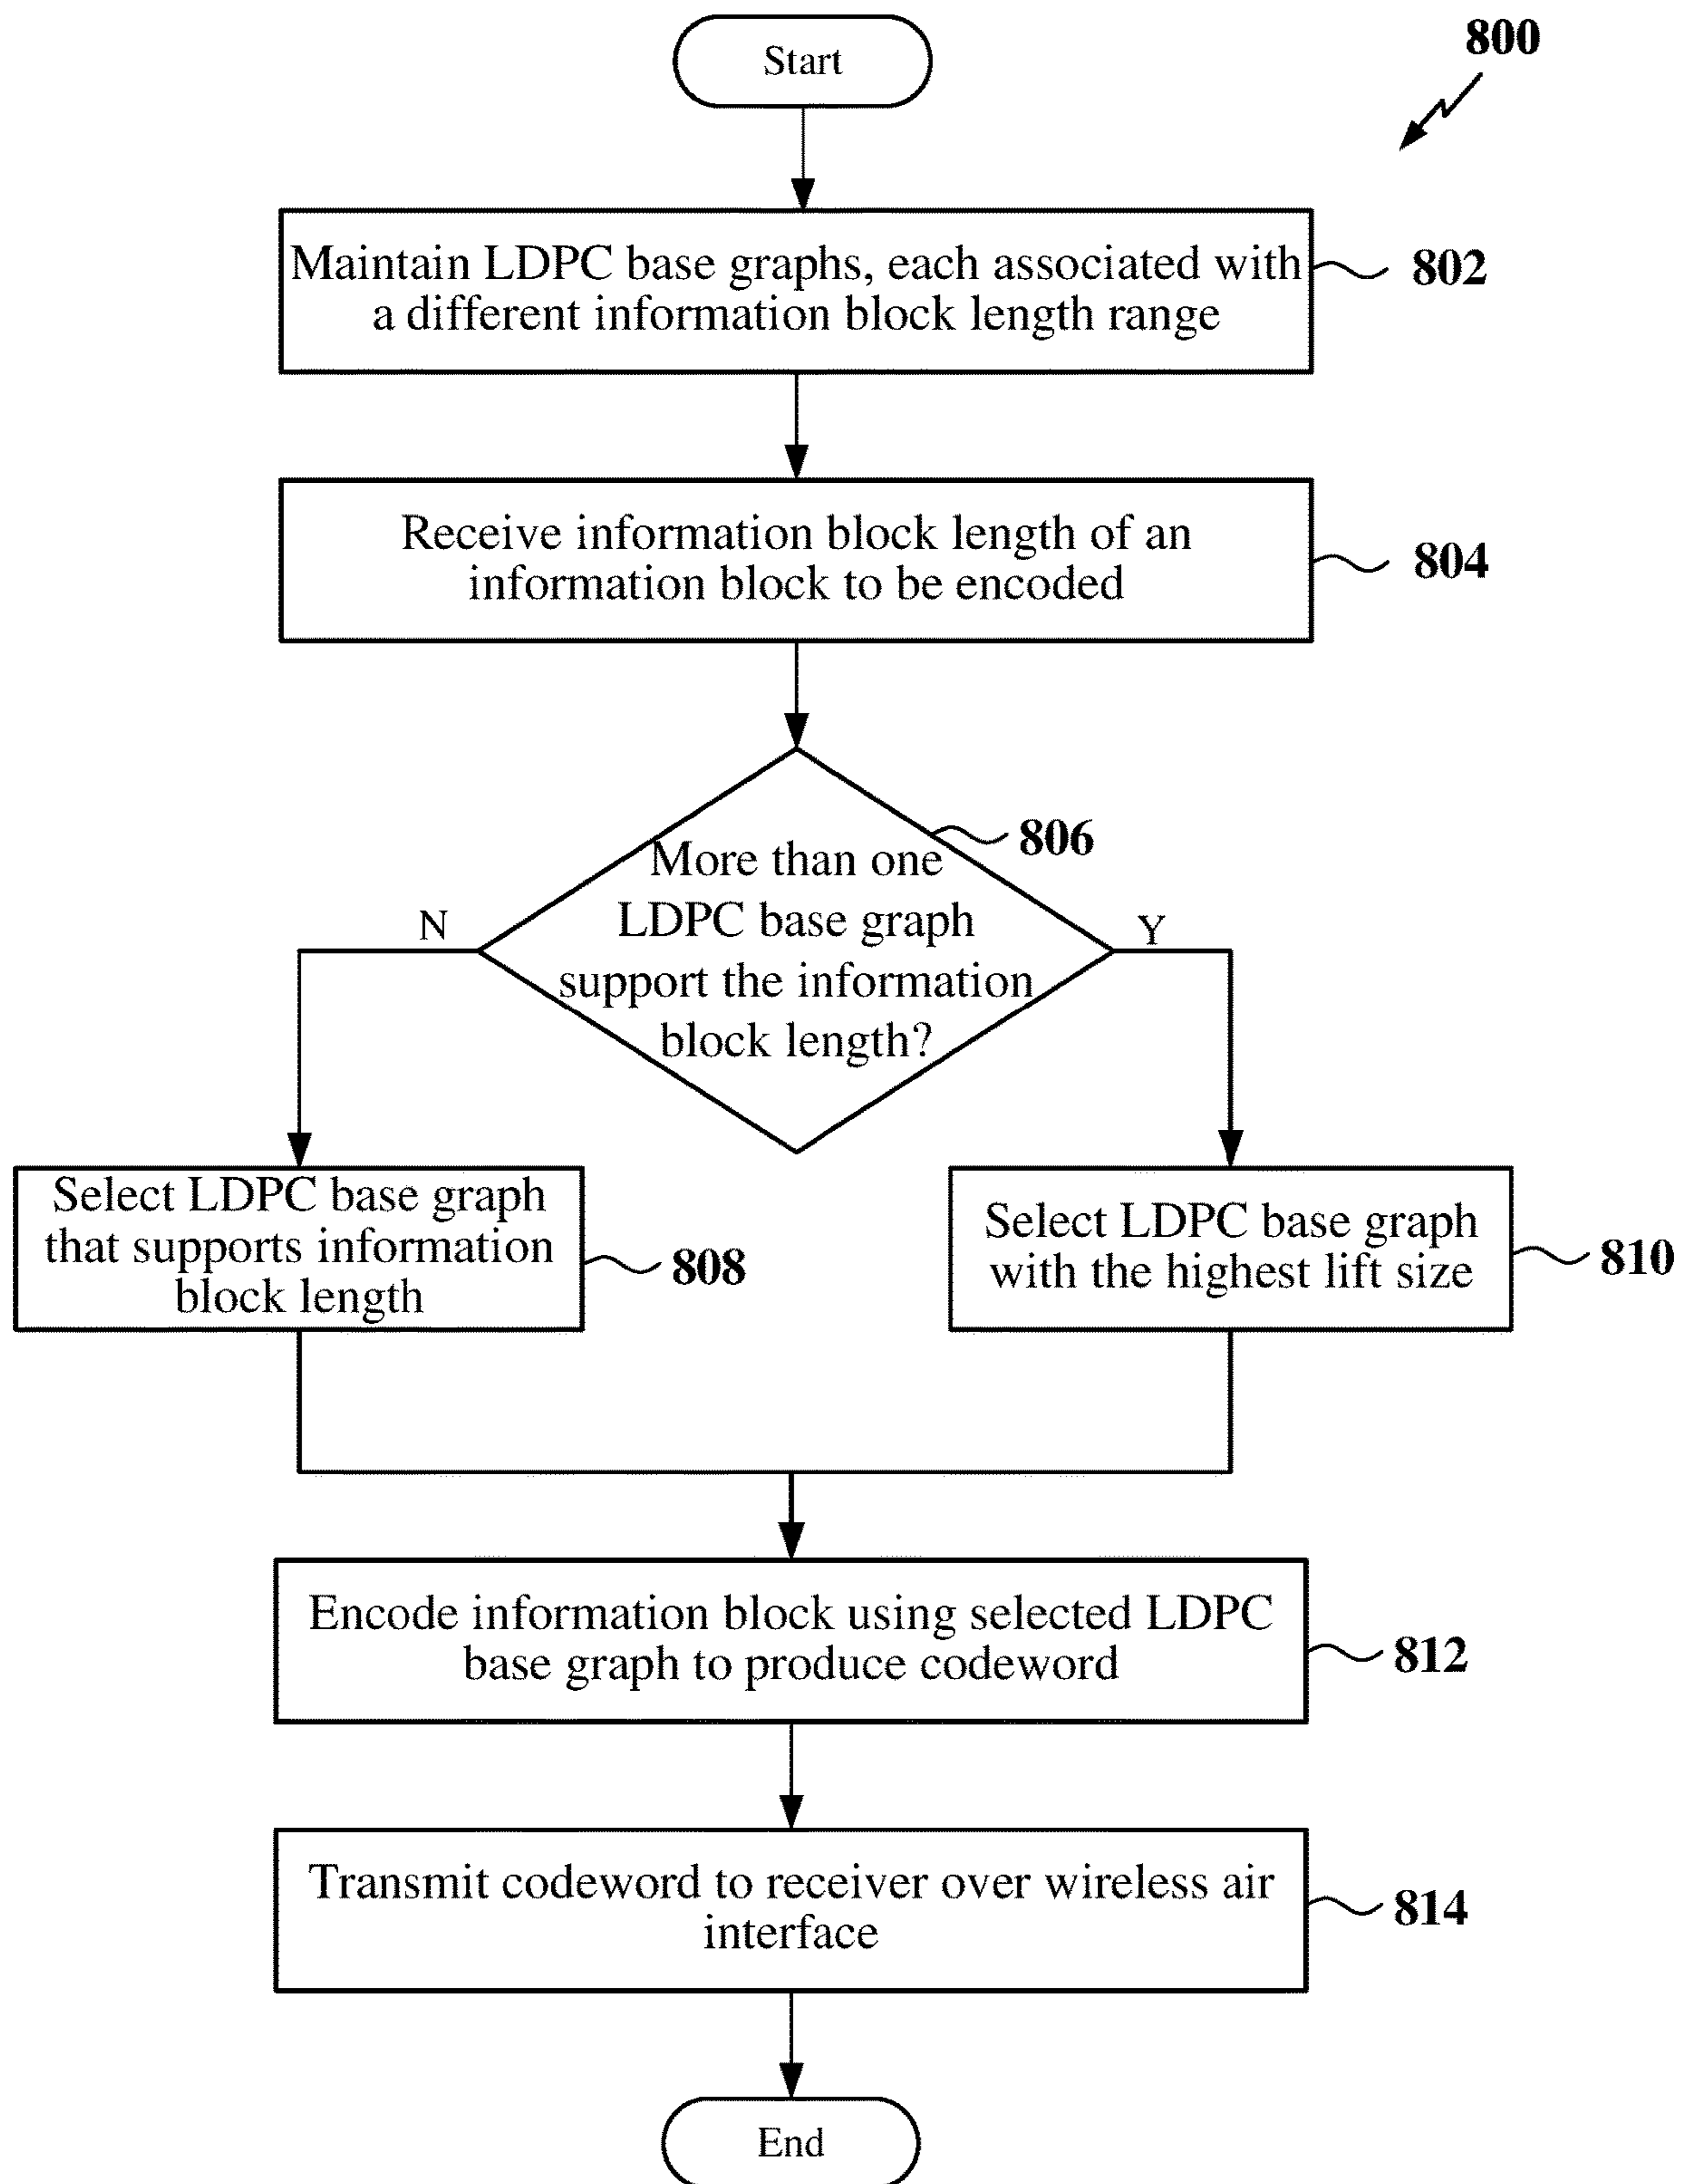 Start
800
Maintain LDPC base graphs, each associated with
a different information block length range
802
Receive information block length of an
information block to be encoded
804
806
More than one
LDPC base graph
support the information
block length?
N
Y
Select LDPC base graph
that supports information
block length
808
Select LDPC base graph
with the highest lift size
810
Encode information block using selected LDPC
base graph to produce codeword
812
Transmit codeword to receiver over wireless air
interface
814
End